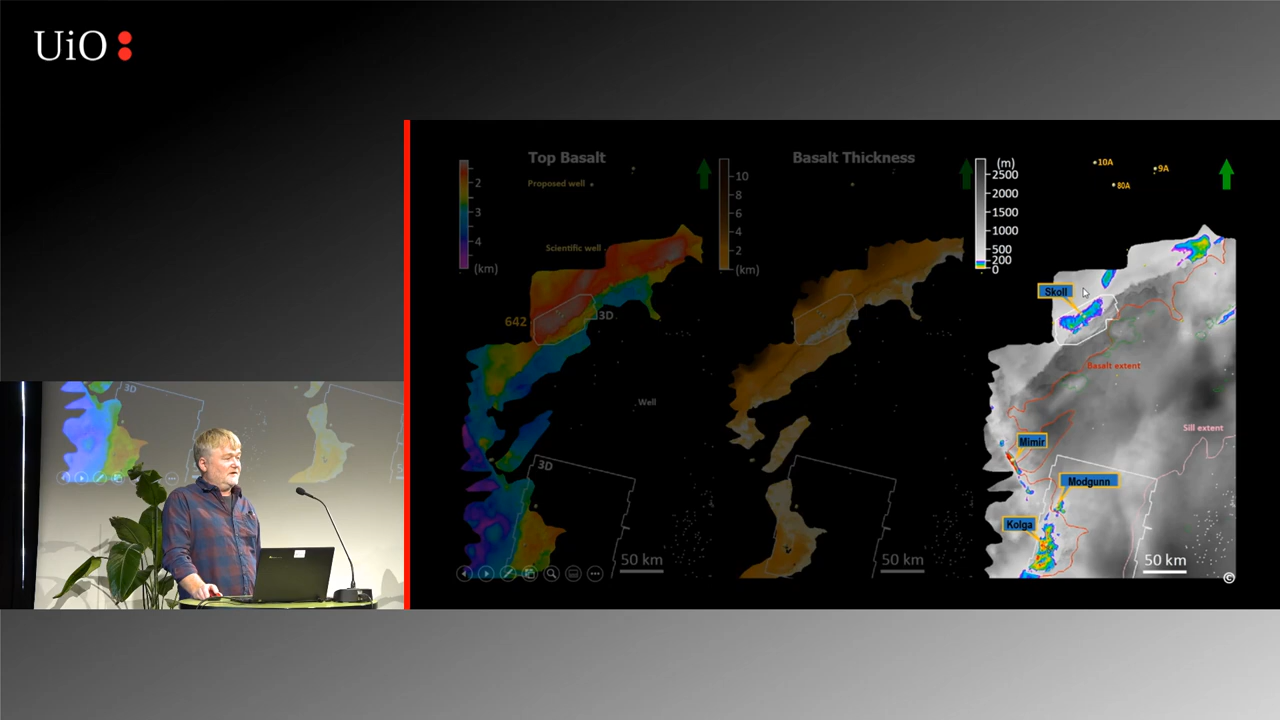 UiO
Top Basalt
Proposed well
Scientific well
2
3
4
(km)
642
3D
Well
3D
50 km
Basalt Thickness
10
8
6
4
2
(km)
50 km
(m)
2500
2000
1500
1000
500
200
0
10A
9A
80A
Skoll
Basalt extent
Mimir
Sill extent
Modgunn
Kolga
50 km
©
3D